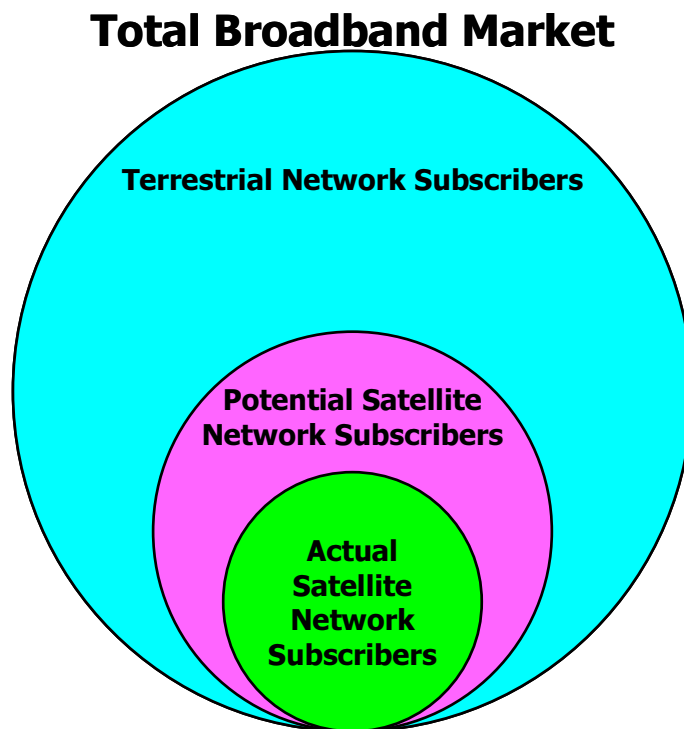 Total Broadband Market
Terrestrial Network Subscribers
Potential Satellite
Network Subscribers
Actual
Satellite
Network
Subscribers